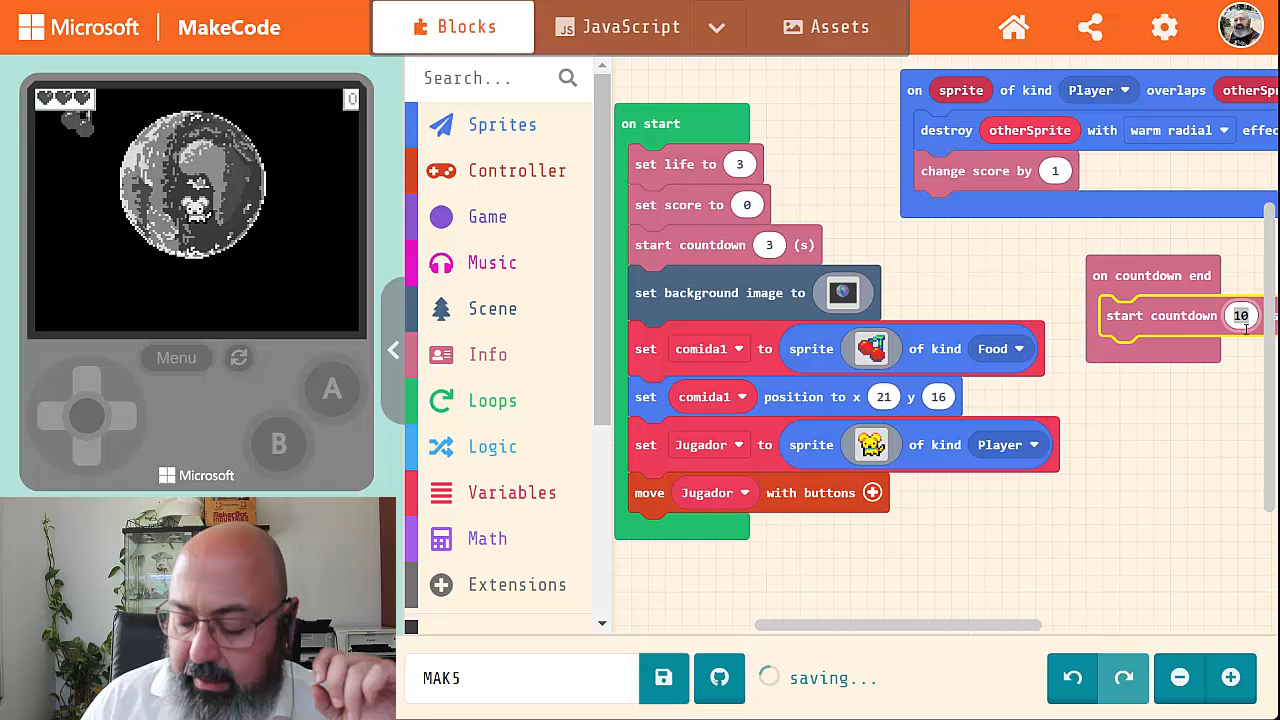 Microsoft
MakeCode
Blocks
JavaScript
Assets
0
Menu
A
B
Microsoft
Search...
Sprites
Controller
Game
Music
Scene
Info
Loops
Logic
Variables
Math
Extensions
on start
set life to 3
set score to 0
start countdown 3 (s)
set background image to
set comida1 to sprite of kind Food
set comida1 position to x 21 y 16
set Jugador to sprite of kind Player
move Jugador with buttons
on sprite of kind Player overlaps
destroy otherSprite with warm radial
change score by 1
on countdown end
start countdown 10
MAK5
saving...